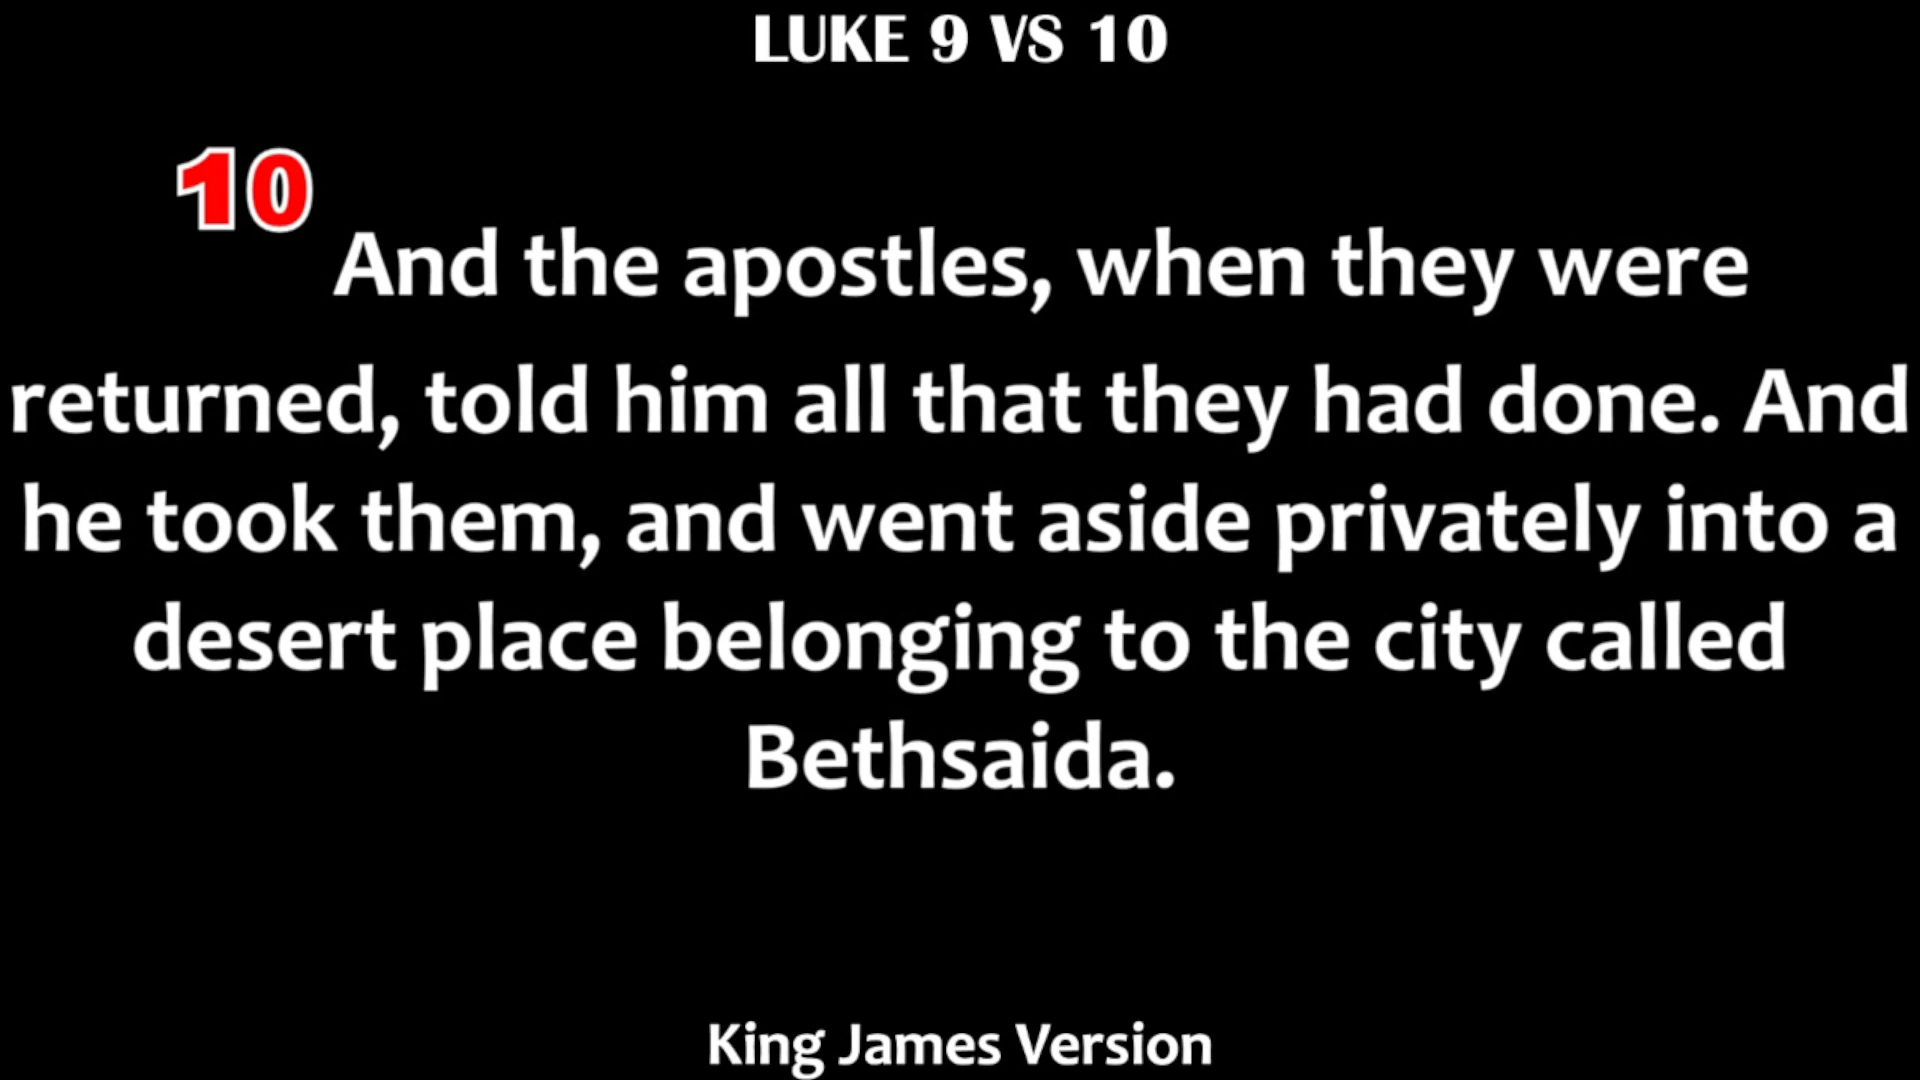 LUKE 9 VS 10
10
And the apostles, when they were
returned, told him all that they had done. And
he took them, and went aside privately into a
desert place belonging to the city called
Bethsaida.
King James Version